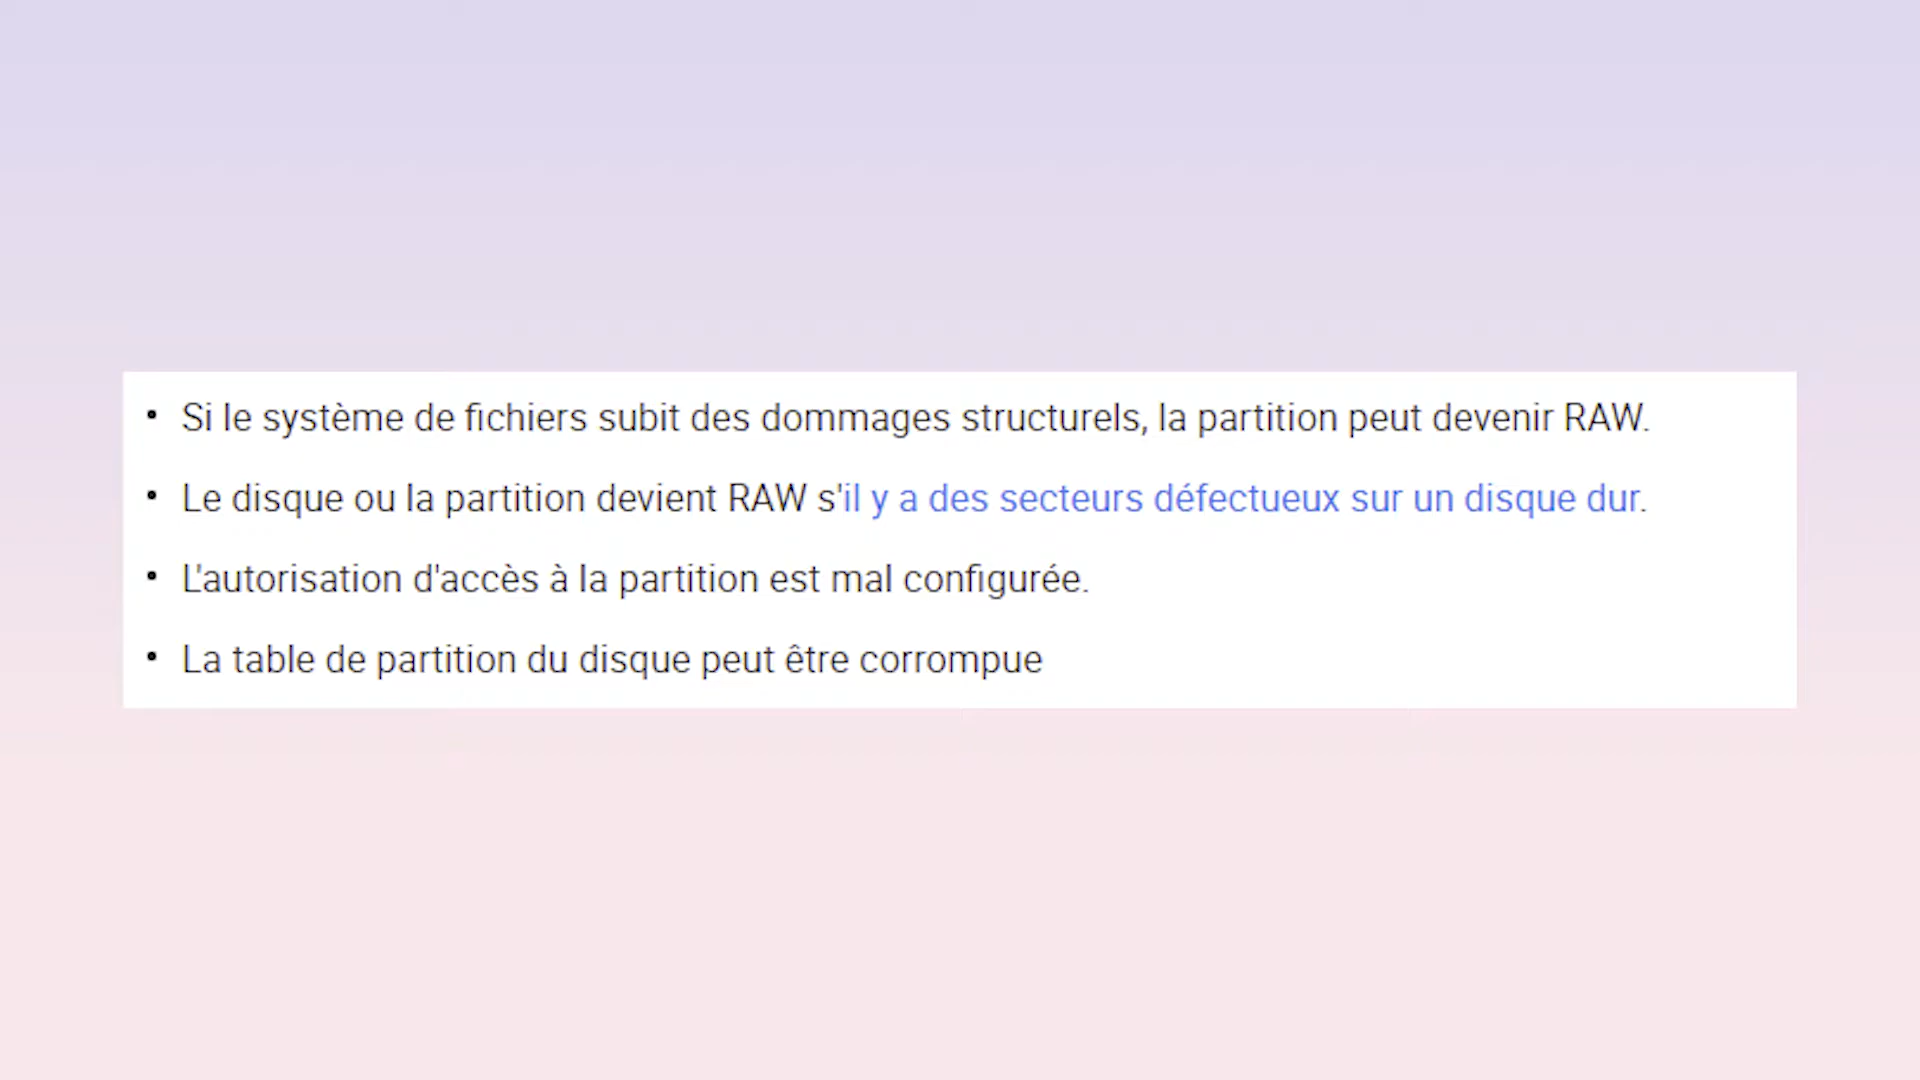 • Si le système de fichiers subit des dommages structurels, la partition peut devenir RAW.
• Le disque ou la partition devient RAW s'il y a des secteurs défectueux sur un disque dur.
• L'autorisation d'accès à la partition est mal configurée.
• La table de partition du disque peut être corrompue